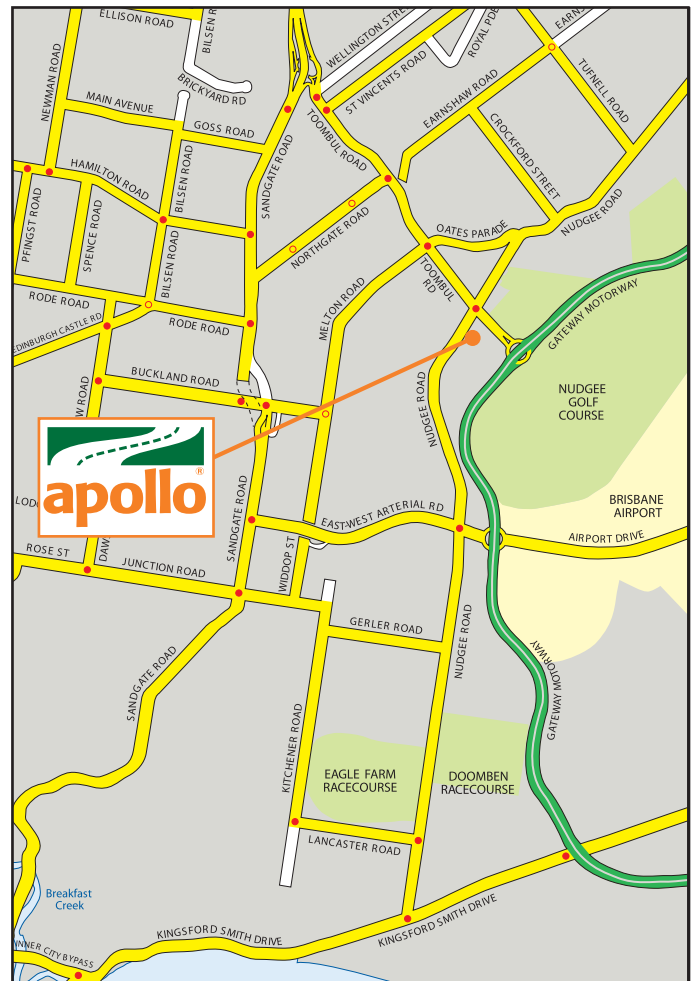 ELLISON ROAD
BILSEN R
WELLINGTON STRE
ROYAL PDE
EARNS
NEWMAN ROAD
BRICKYARD RD
ST VINCENTS ROAD
TUFNELL ROAD
MAIN AVENUE
GOSS ROAD
EARNSHAW ROAD
TOOMBUL ROAD
CROCKFORD STREET
HAMILTON ROAD
BILSEN ROAD
SANDGATE ROAD
PFINGST ROAD
SPENCE ROAD
NORTHGATE ROAD
OATES PARADE
NUDGEE ROAD
BILSEN ROAD
TOOMBUL
RD
RODE ROAD
RODE ROAD
MELTON ROAD
GATEWAY MOTORWAY
EDINBURGH CASTLE RD
BUCKLAND ROAD
W ROAD
NUDGEE ROAD
NUDGEE
GOLF
COURSE
apollo®
LODG
DAW
SANDGATE ROAD
EAST-WEST ARTERIAL RD
BRISBANE
AIRPORT
AIRPORT DRIVE
ROSE ST
JUNCTION ROAD
WIDDOP ST
GERLER ROAD
NUDGEE ROAD
SANDGATE ROAD
GATEWAY MOTORWAY
KITCHENER ROAD
EAGLE FARM
RACECOURSE
DOOMBEN
RACECOURSE
LANCASTER ROAD
Breakfast
Creek
KINGSFORD SMITH DRIVE
KINGSFORD SMITH DRIVE
INNER CITY BYPASS